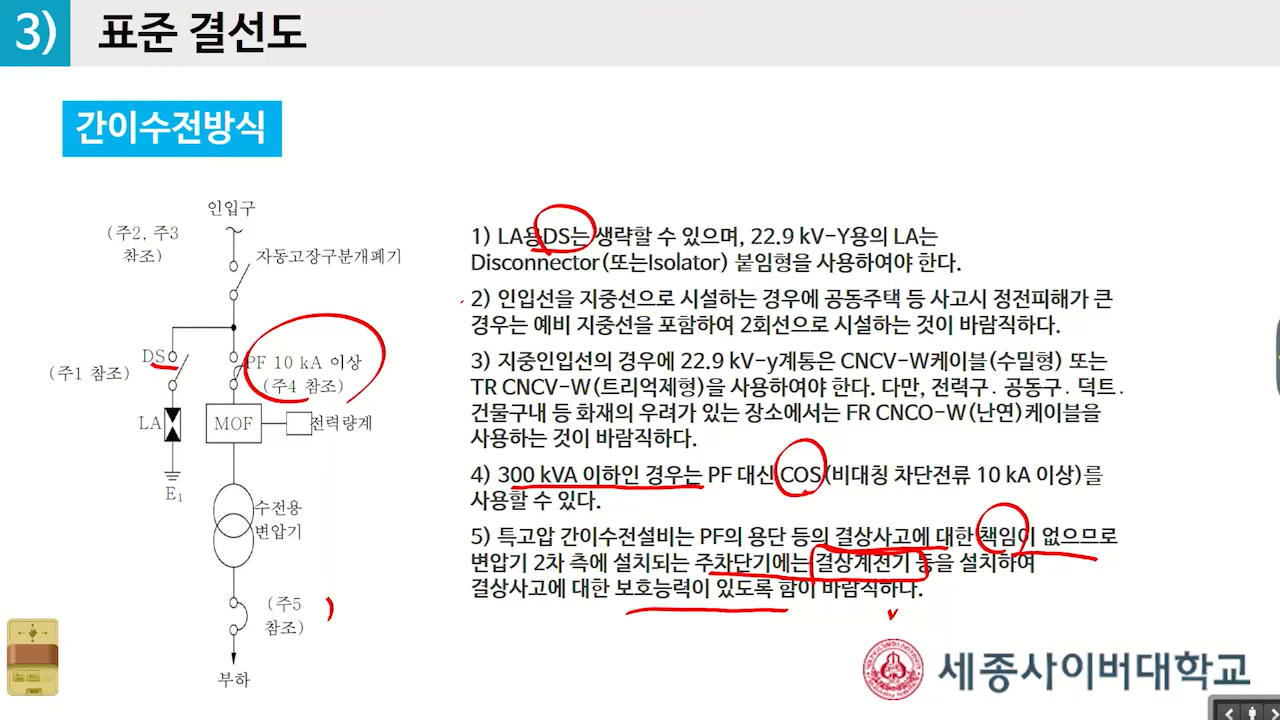 3) 표준 결선도
간이수전방식
인입구
(주2, 주3
참조)
자동고장구분개폐기
DS
PF 10 kA 이상
(주1 참조)
(주4 참조)
LA
MOF
전력량계
E1
수전용
변압기
(주5
참조)
부하
1) LA용DS는 생략할 수 있으며, 22.9 kV-Y용의 LA는
Disconnector(또는Isolator) 붙임형을 사용하여야 한다.
2) 인입선을 지중선으로 시설하는 경우에 공동주택 등 사고시 정전피해가 큰
경우는 예비 지중선을 포함하여 2회선으로 시설하는 것이 바람직하다.
3) 지중인입선의 경우에 22.9 kV-y계통은 CNCV-W케이블(수밀형) 또는
TR CNCV-W(트리억제형)을 사용하여야 한다. 다만, 전력구. 공동구. 덕트.
건물구내 등 화재의 우려가 있는 장소에서는 FR CNCO-W(난연)케이블을
사용하는 것이 바람직하다.
4) 300 kVA 이하인 경우는 PF 대신 COS(비대칭 차단전류 10 kA 이상)를
사용할 수 있다.
5) 특고압 간이수전설비는 PF의 용단 등의 결상사고에 대한 책임이 없으므로
변압기 2차 측에 설치되는 주차단기에는 결상계전기 등을 설치하여
결상사고에 대한 보호능력이 있도록 함이 바람직하다.
세종사이버대학교